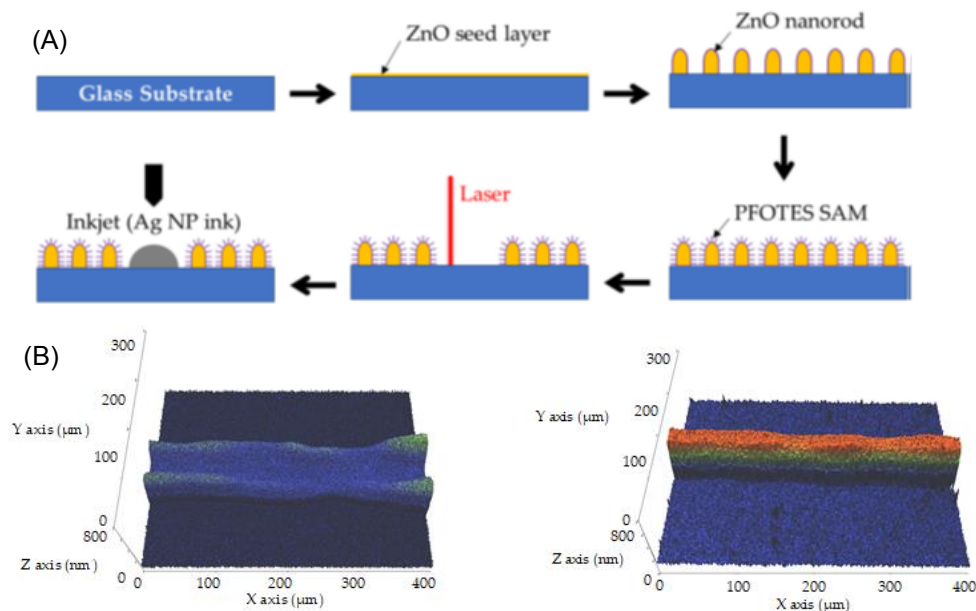 (A)
ZnO seed layer
ZnO nanorod
Glass Substrate
Inkjet (Ag NP ink)
Laser
PFOTES SAM
(B)
300
200
Y axis (µm)
100
0
800
Z axis (nm)
0
0
100
200
300
400
X axis (µm)
300
200
Y axis (µm)
100
0
800
Z axis (nm)
0
0
100
200
300
400
X axis (µm)